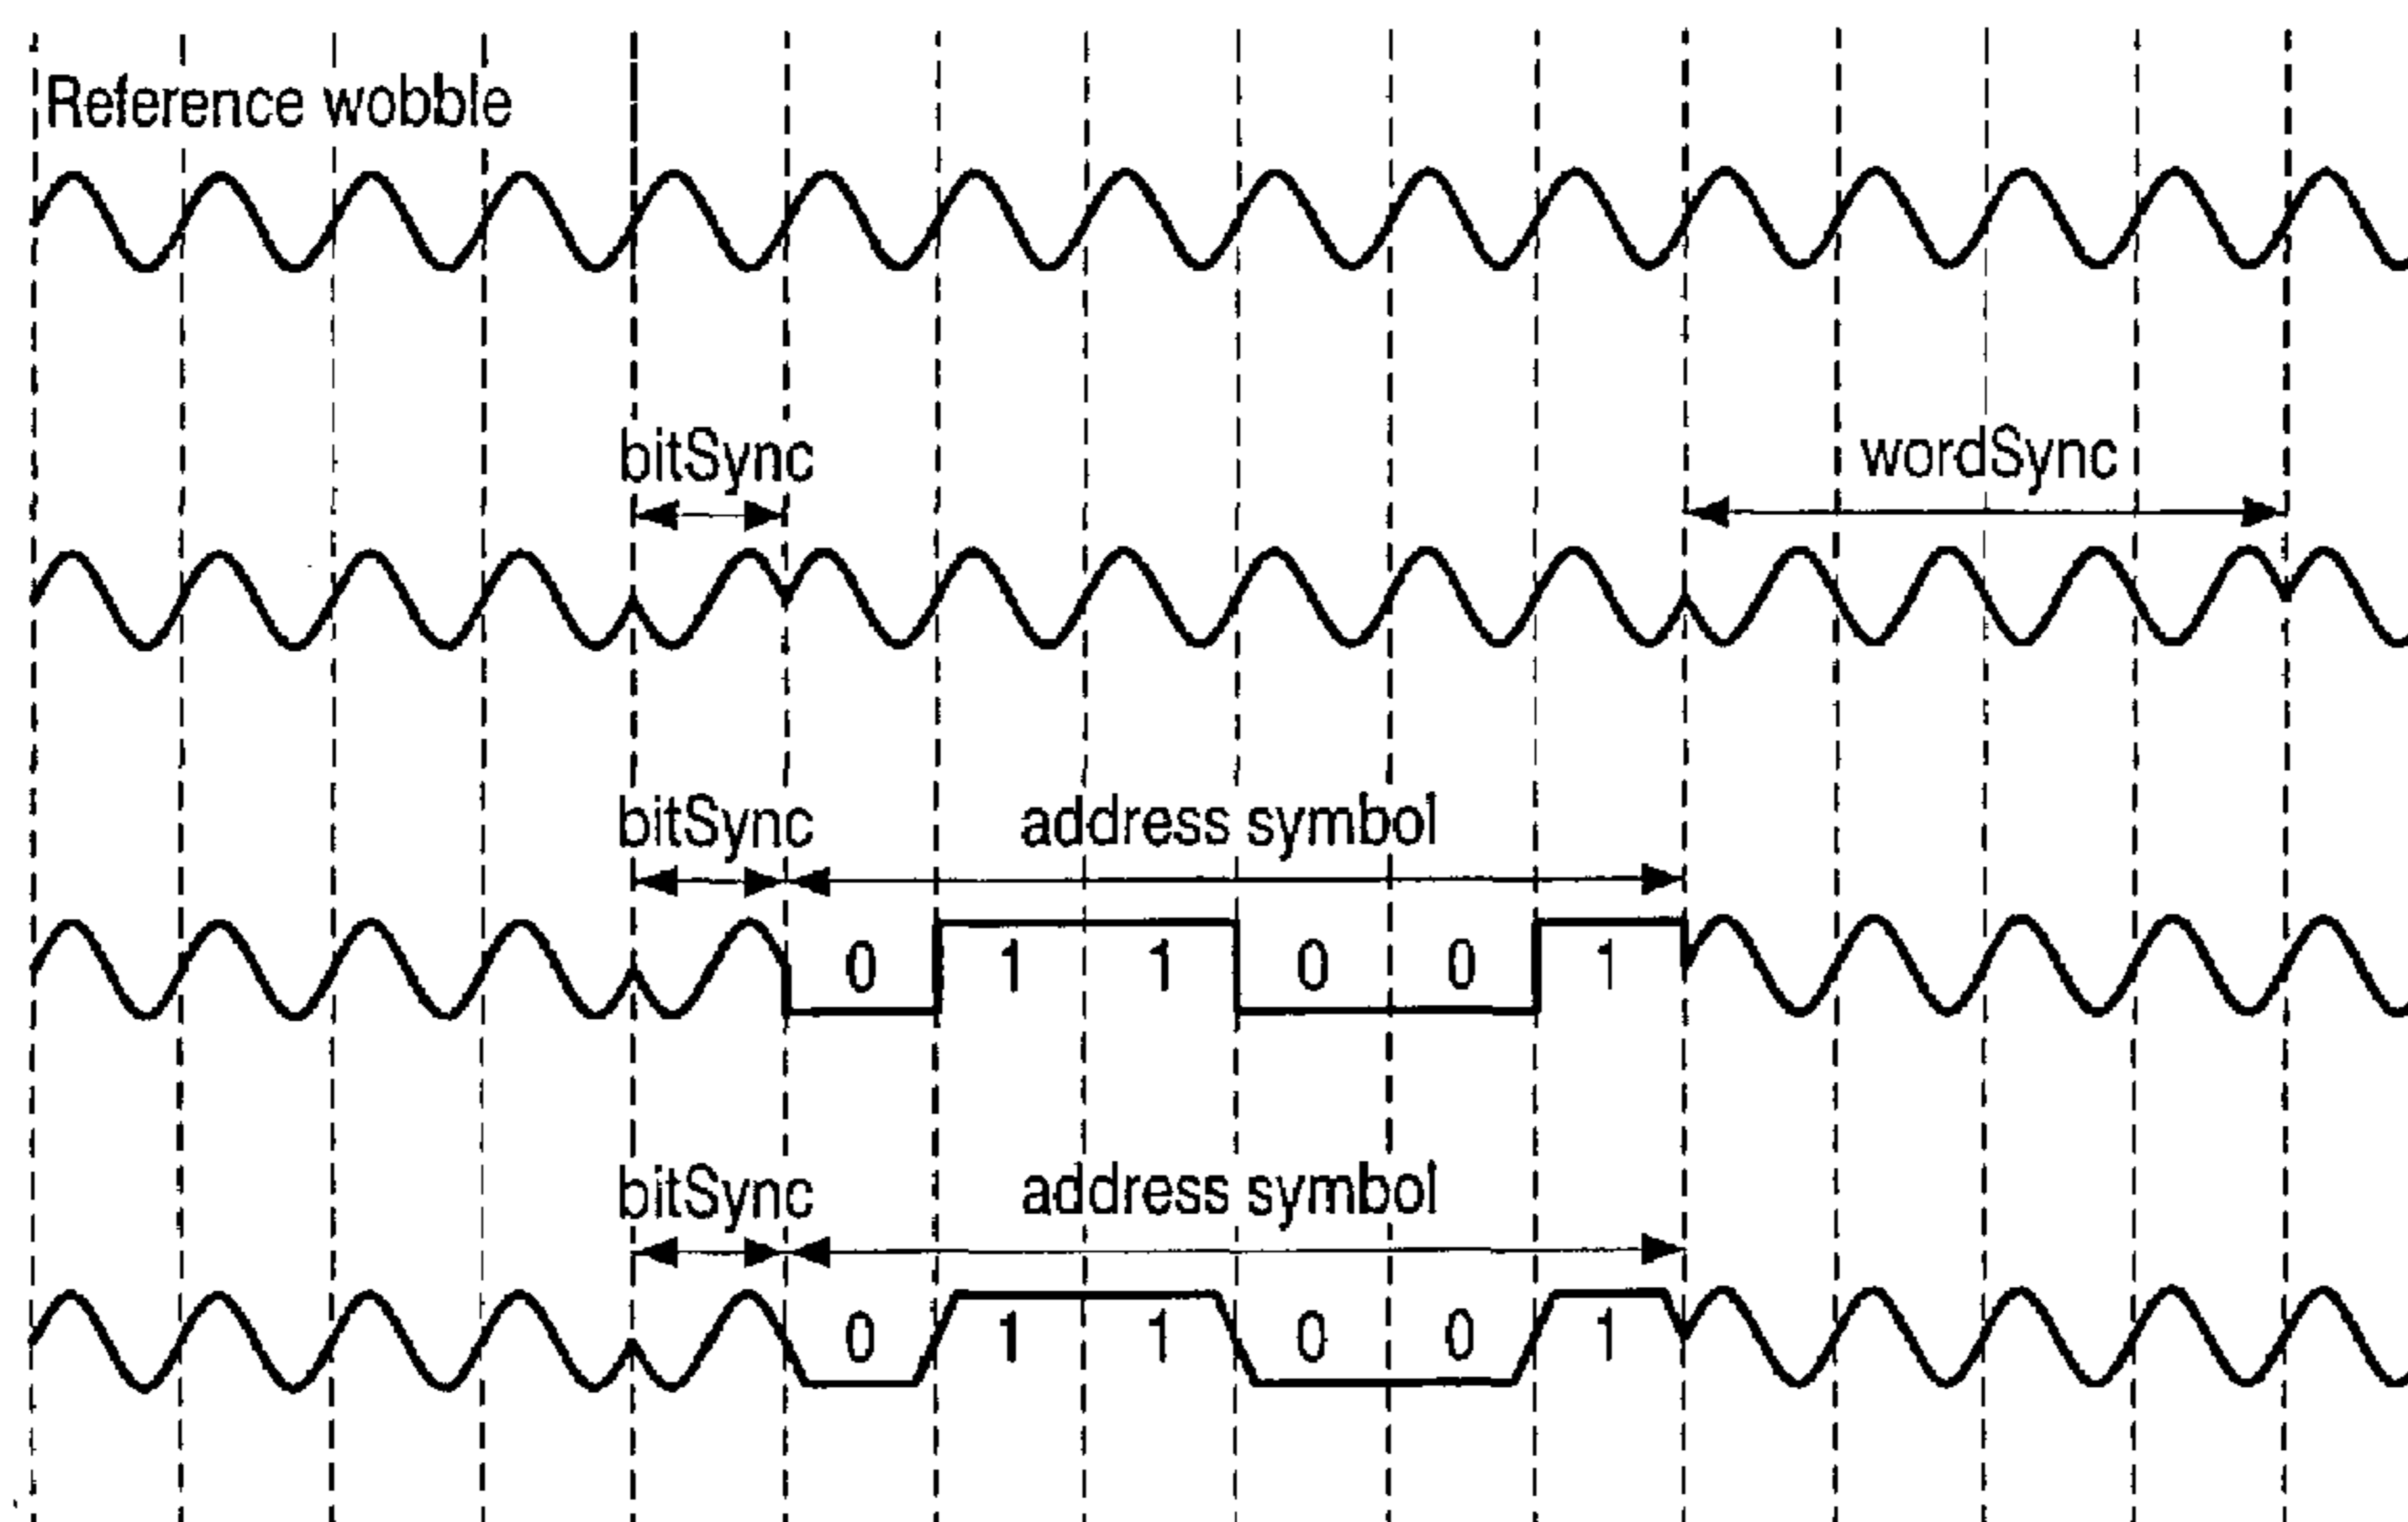 Reference wobble
bitSync
wordSync
bitSync address symbol
0 1 1 0 0 1
bitSync address symbol
0 1 1 0 0 1